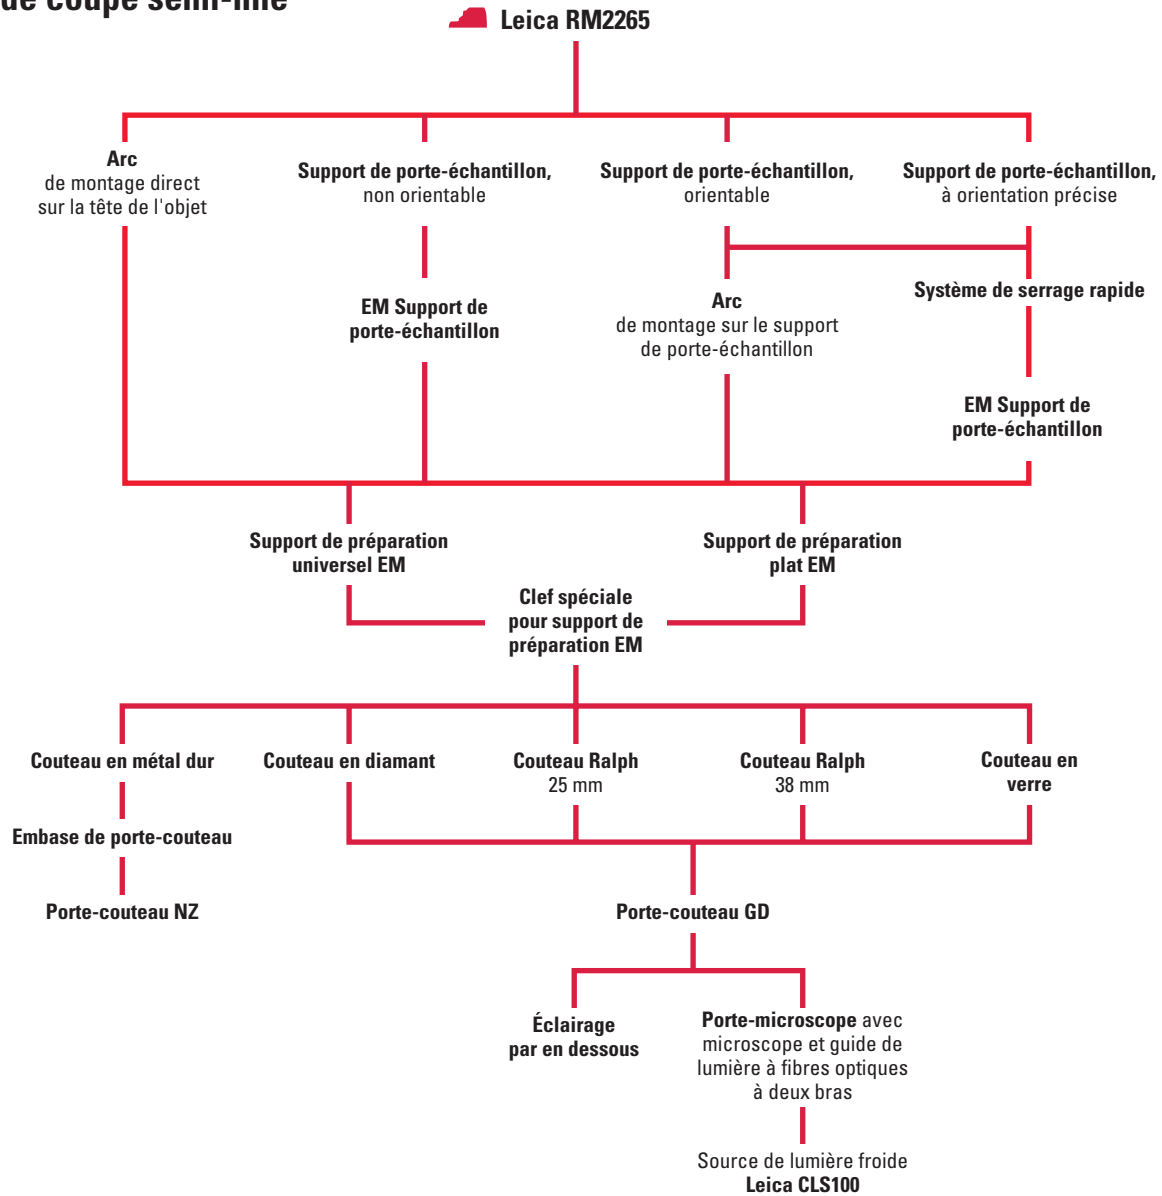 de coupe semi-fine
Leica RM2265
Arc
de montage direct
sur la tête de l'objet
Support de porte-échantillon,
non orientable
Support de porte-échantillon,
orientable
Support de porte-échantillon,
à orientation précise
EM Support de
porte-échantillon
Arc
de montage sur le support
de porte-échantillon
Système de serrage rapide
EM Support de
porte-échantillon
Support de préparation
universel EM
Support de préparation
plat EM
Clef spéciale
pour support de
préparation EM
Couteau en métal dur
Couteau en diamant
Couteau Ralph
25 mm
Couteau Ralph
38 mm
Couteau en
verre
Embase de porte-couteau
Porte-couteau NZ
Porte-couteau GD
Éclairage
par en dessous
Porte-microscope avec
microscope et guide de
lumière à fibres optiques
à deux bras
Source de lumière froide
Leica CLS100